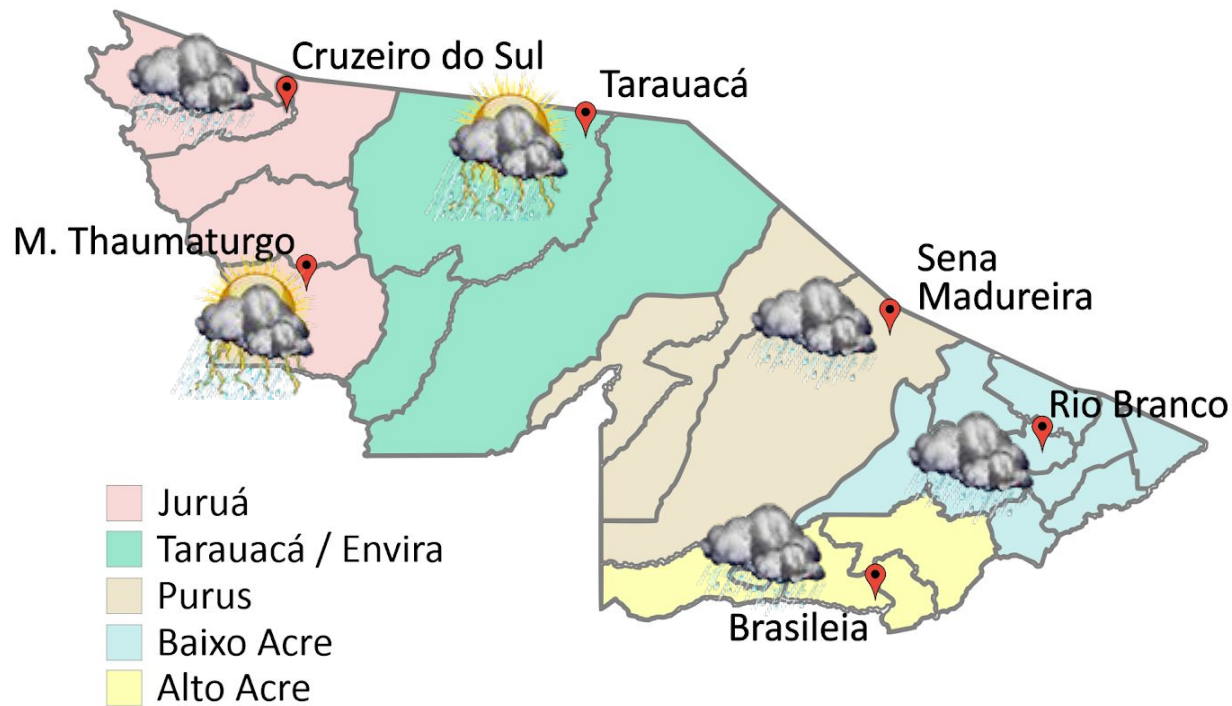 Cruzeiro do Sul
Tarauacá
M. Thaumaturgo
Sena
Madureira
Rio Branco
Brasileia
Juruá
Tarauacá / Envira
Purus
Baixo Acre
Alto Acre